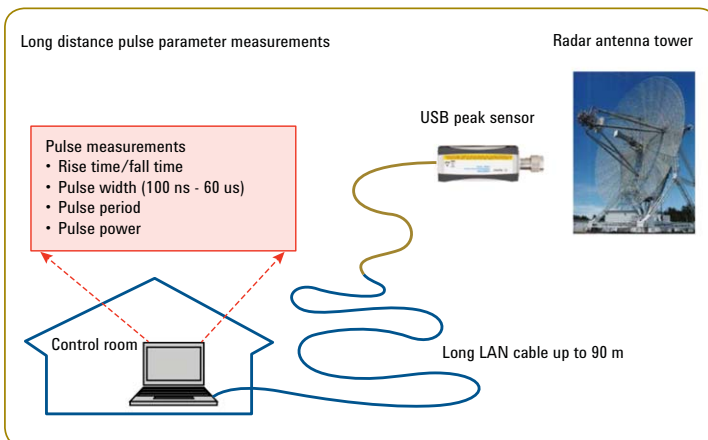 Long distance pulse parameter measurements
Radar antenna tower
USB peak sensor
Pulse measurements
• Rise time/fall time
• Pulse width (100 ns - 60 us)
• Pulse period
• Pulse power
Control room
Long LAN cable up to 90 m